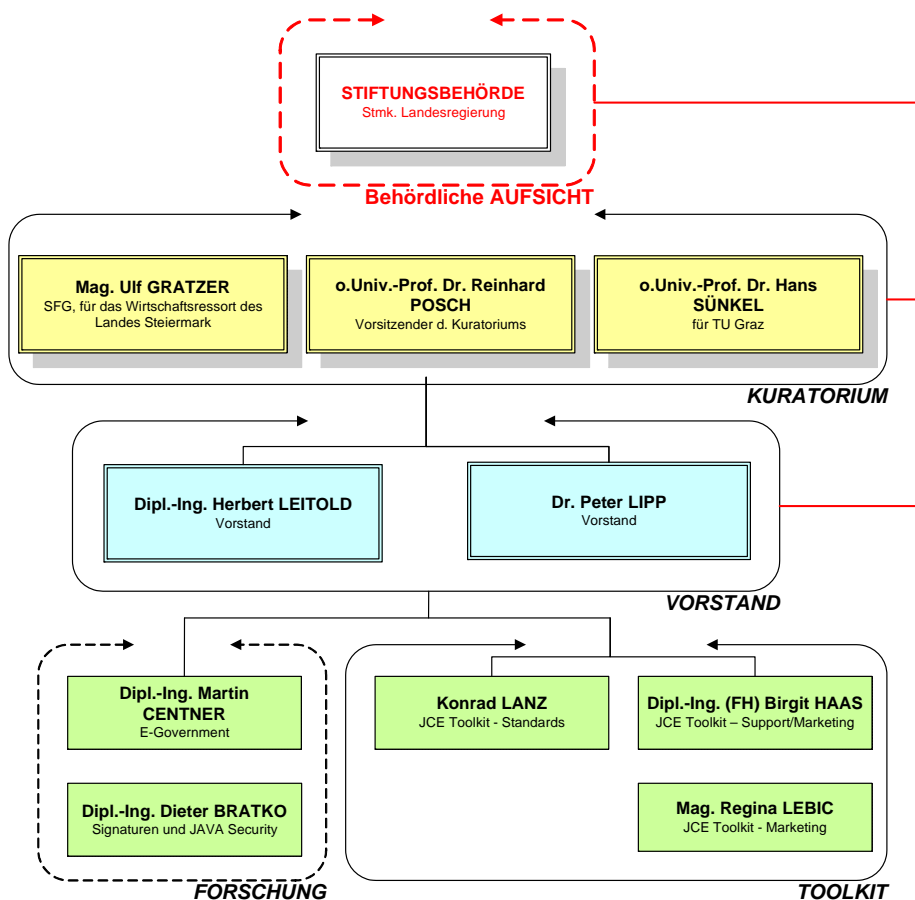 STIFTUNGSBEHÖRDE
Stmk. Landesregierung
Behördliche AUFSICHT
Mag. Ulf GRATZER
SFG, für das Wirtschaftsressort des
Landes Steiermark
o.Univ.-Prof. Dr. Reinhard
POSCH
Vorsitzender d. Kuratoriums
o.Univ.-Prof. Dr. Hans
SÜNKEL
für TU Graz
KURATORIUM
Dipl.-Ing. Herbert LEITOLD
Vorstand
Dr. Peter LIPP
Vorstand
VORSTAND
Dipl.-Ing. Martin
CENTNER
E-Government
Dipl.-Ing. Dieter BRATKO
Signaturen und JAVA Security
FORSCHUNG
Konrad LANZ
JCE Toolkit - Standards
Dipl.-Ing. (FH) Birgit HAAS
JCE Toolkit – Support/Marketing
Mag. Regina LEBIC
JCE Toolkit - Marketing
TOOLKIT